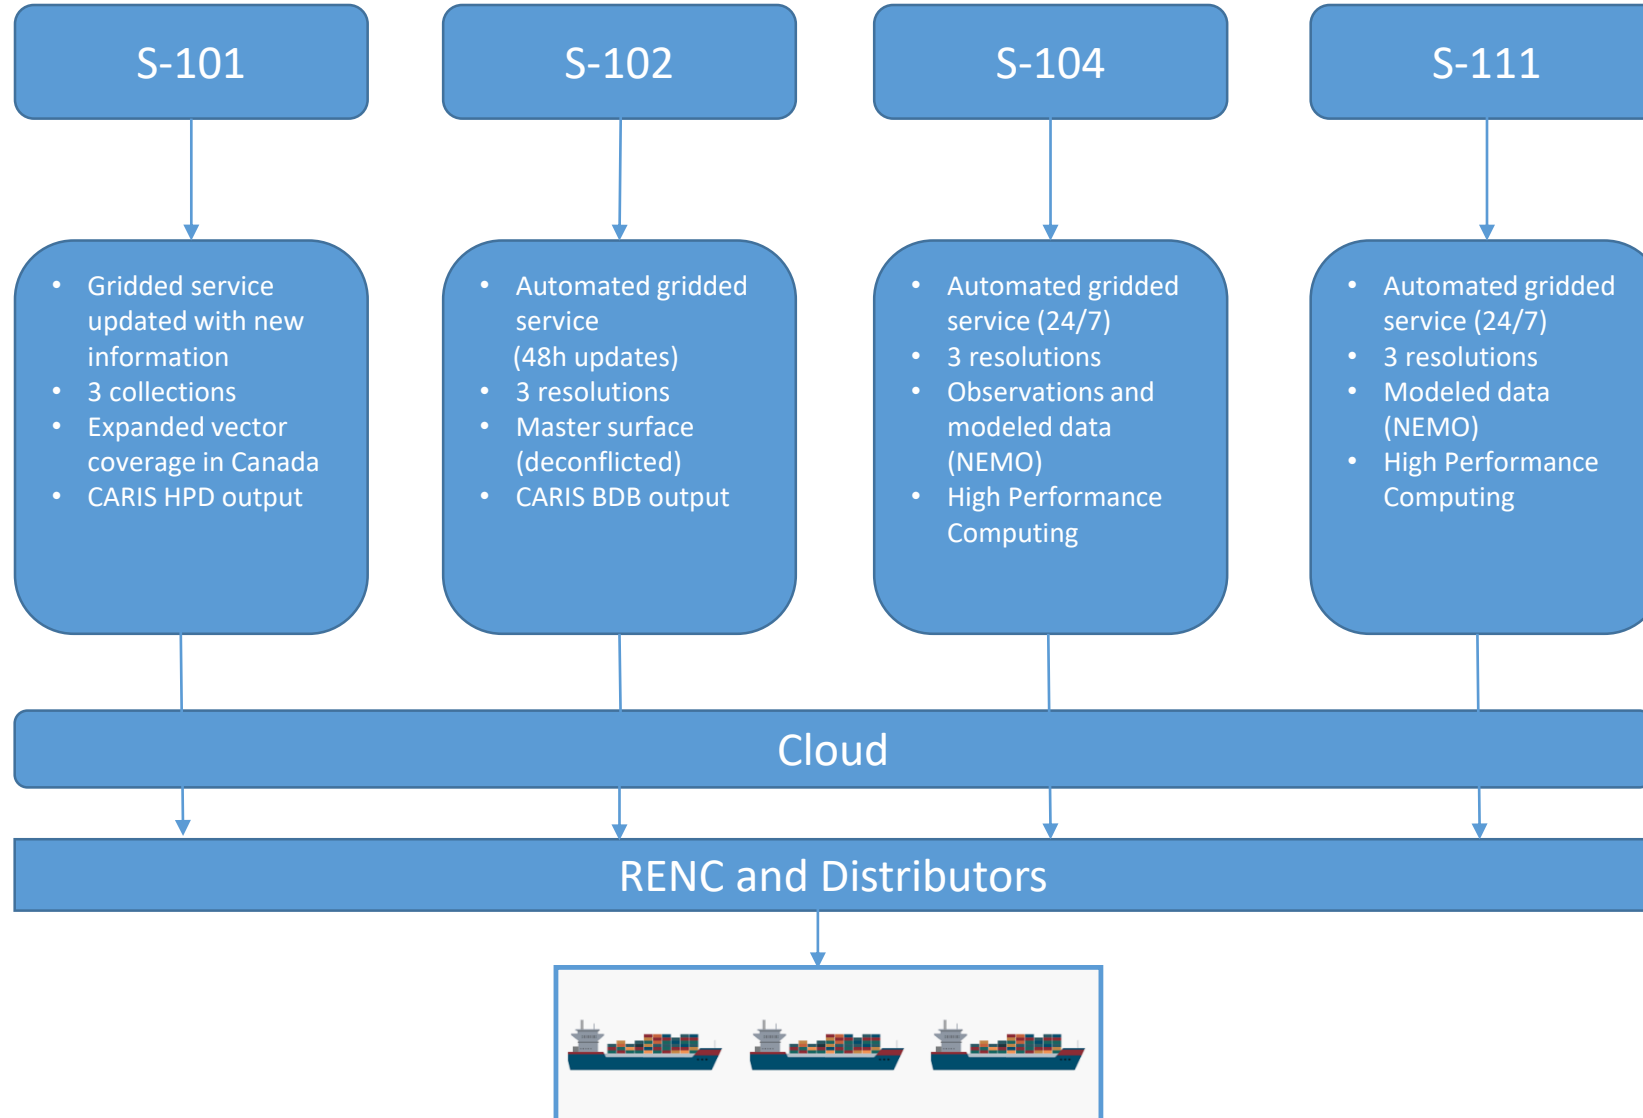 S-101
S-102
S-104
S-111
• Gridded service
updated with new
information
• 3 collections
• Expanded vector
coverage in Canada
• CARIS HPD output
• Automated gridded
service
(48h updates)
• 3 resolutions
• Master surface
(deconflicted)
• CARIS BDB output
• Automated gridded
service (24/7)
• 3 resolutions
• Observations and
modeled data
(NEMO)
• High Performance
Computing
• Automated gridded
service (24/7)
• 3 resolutions
• Modeled data
(NEMO)
• High Performance
Computing
Cloud
RENC and Distributors